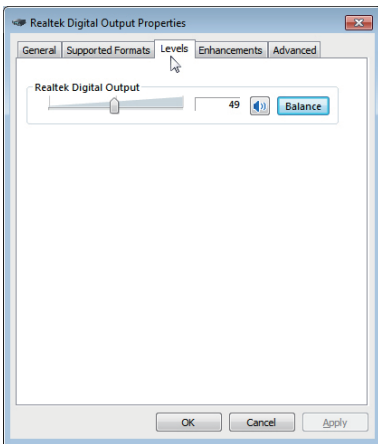 Realtek Digital Output Properties
General Supported Formats Levels Enhancements Advanced
Realtek Digital Output
49 Balance
OK Cancel Apply